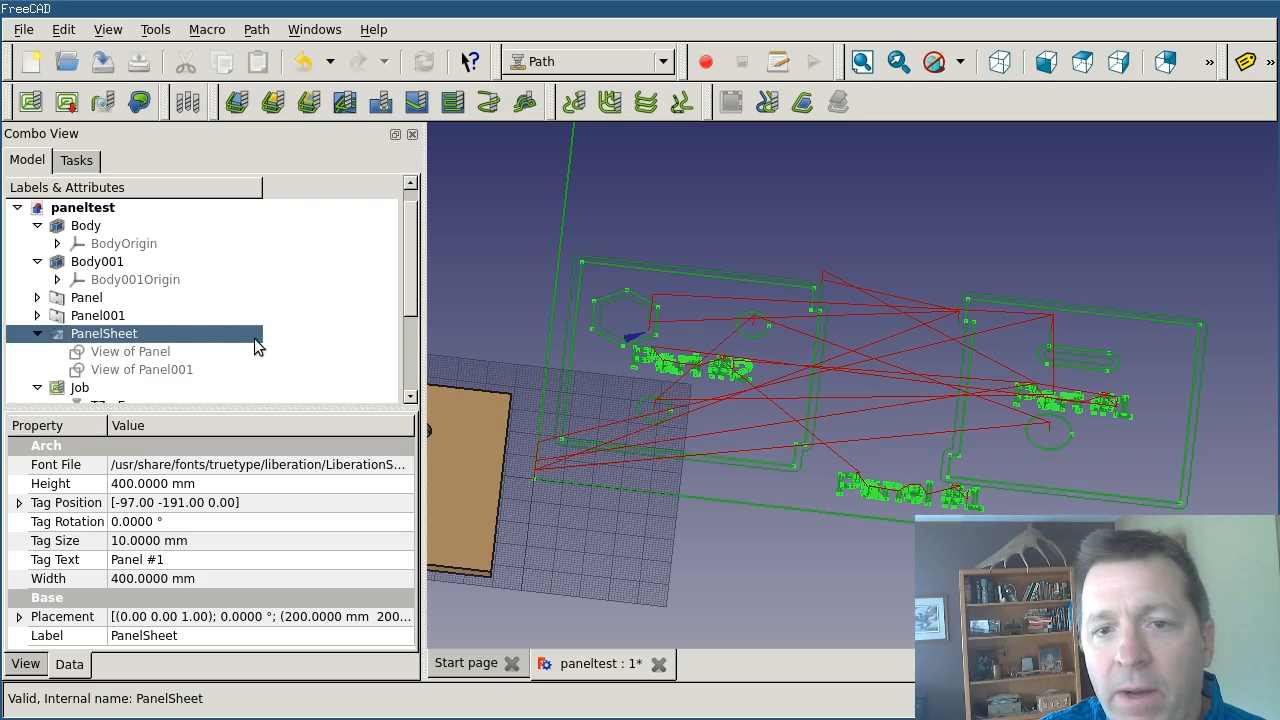 FreeCAD
File Edit View Tools Macro Path Windows Help
Path
»
»
Combo View
Model Tasks
Labels & Attributes
paneltest
Body
BodyOrigin
Body001
Body001Origin
Panel
Panel001
PanelSheet
View of Panel
View of Panel001
Job
Property Value
Arch
Font File /usr/share/fonts/truetype/liberation/LiberationS...
Height 400.0000 mm
Tag Position [-97.00 -191.00 0.00]
Tag Rotation 0.0000 °
Tag Size 10.0000 mm
Tag Text Panel #1
Width 400.0000 mm
Base
Placement [(0.00 0.00 1.00); 0.0000 °; (200.0000 mm 200...
Label PanelSheet
View Data
Start page paneltest : 1*
Valid, Internal name: PanelSheet